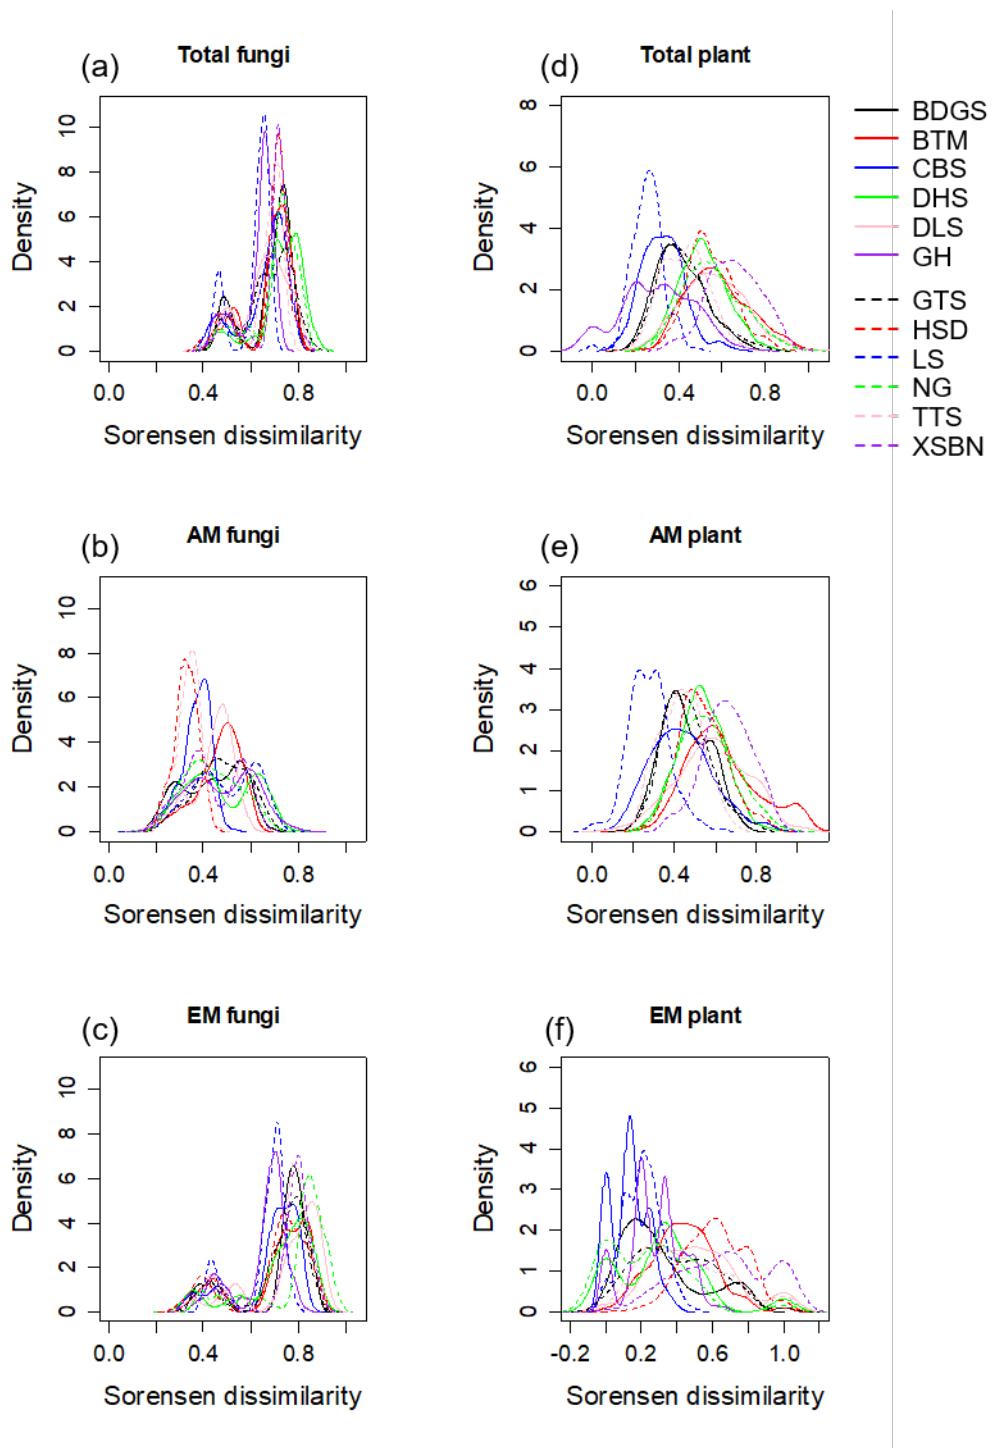 (a) Total fungi
10
8
6
4
2
0
Density
0.0 0.4 0.8
Sorensen dissimilarity
(d) Total plant
8
6
4
2
0
Density
0.0 0.4 0.8
Sorensen dissimilarity
BDGS
BTM
CBS
DHS
DLS
GH
GTS
HSD
LS
NG
TTS
XSBN
(b) AM fungi
10
8
6
4
2
0
Density
0.0 0.4 0.8
Sorensen dissimilarity
(e) AM plant
6
5
4
3
2
1
0
Density
0.0 0.4 0.8
Sorensen dissimilarity
(c) EM fungi
10
8
6
4
2
0
Density
0.0 0.4 0.8
Sorensen dissimilarity
(f) EM plant
6
5
4
3
2
1
0
Density
-0.2 0.2 0.6 1.0
Sorensen dissimilarity